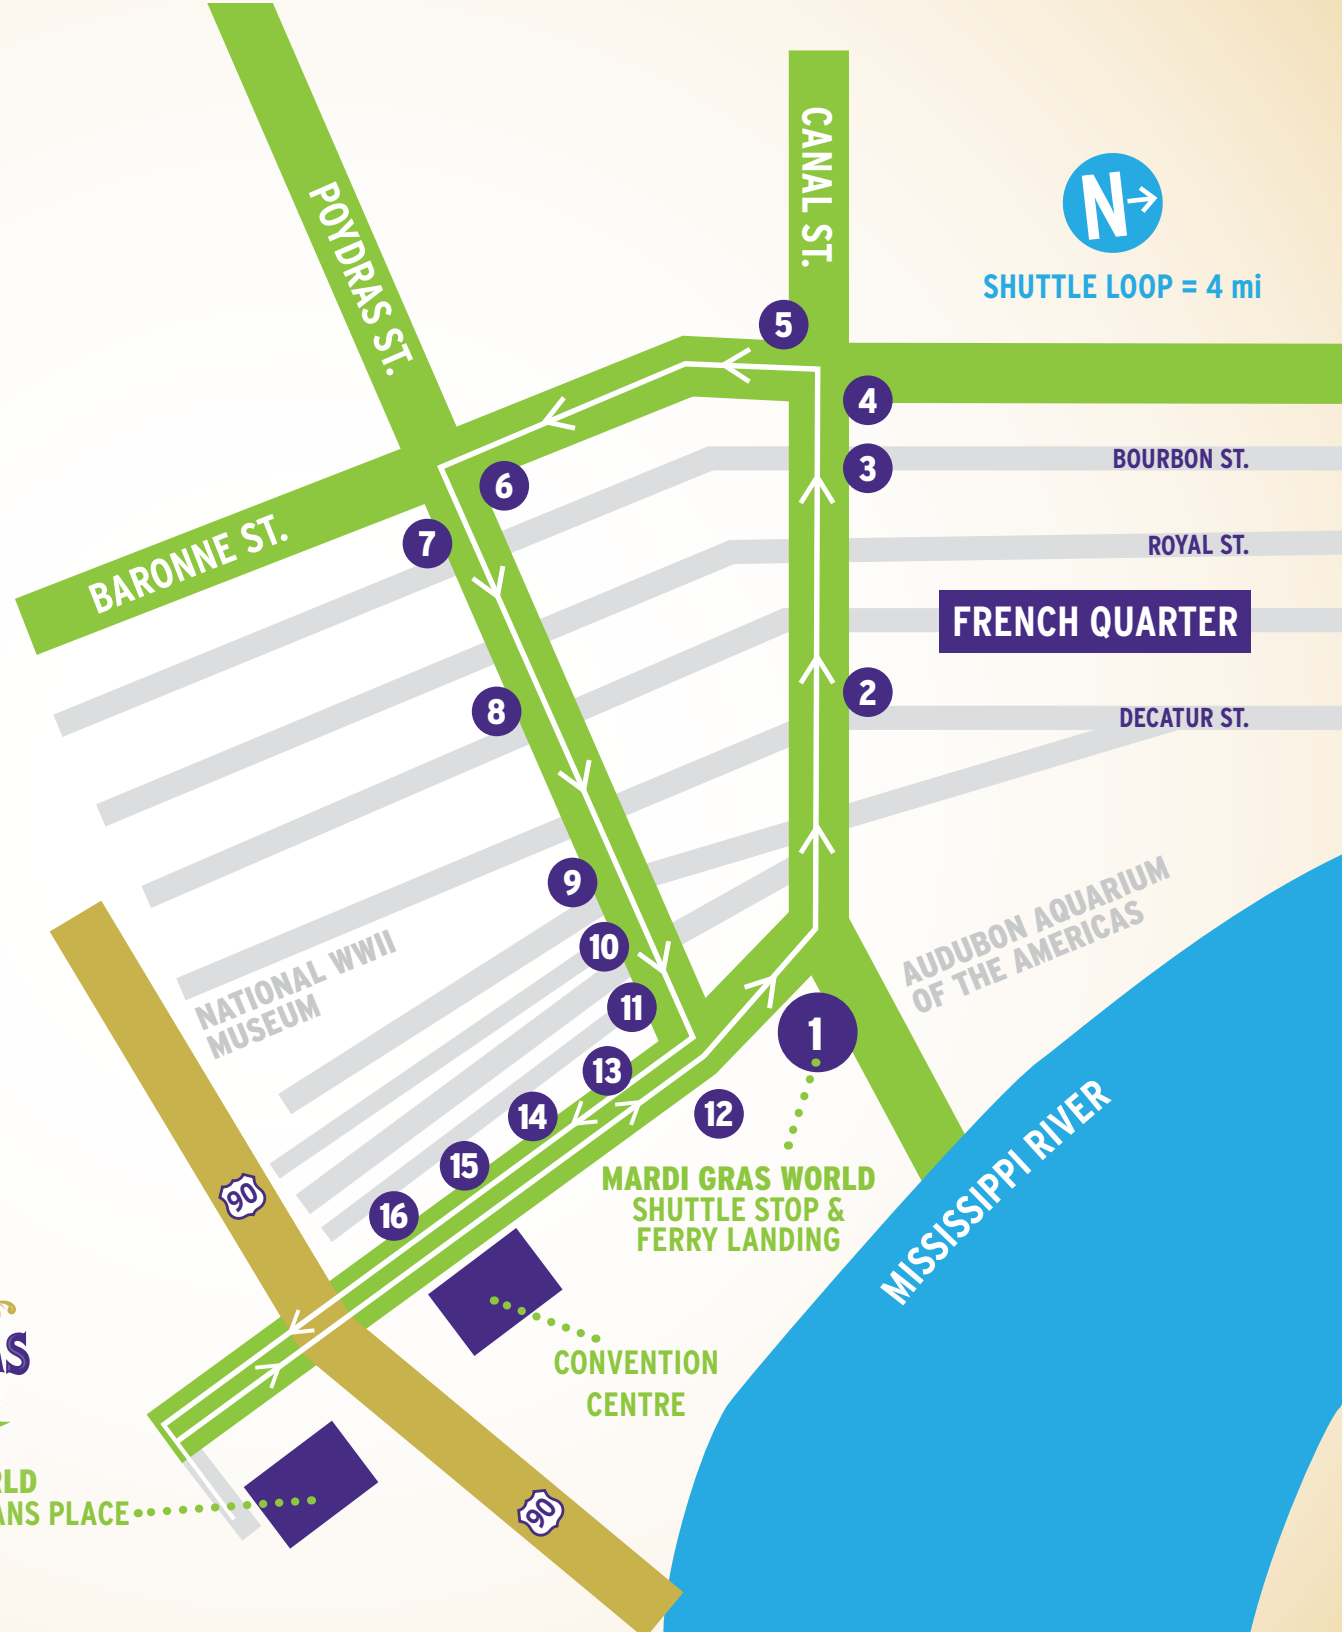 POYDRAS ST.
CANAL ST.
N
SHUTTLE LOOP = 4 mi
5
4
3
BOURBON ST.
6
7
BARONNE ST.
ROYAL ST.
FRENCH QUARTER
2
8
DECATUR ST.
9
10
11
NATIONAL WWII
MUSEUM
AUDUBON AQUARIUM
OF THE AMERICAS
1
13
12
14
15
16
MARDI GRAS WORLD
SHUTTLE STOP &
FERRY LANDING
MISSISSIPPI RIVER
90
CONVENTION
CENTRE
PLACE
90